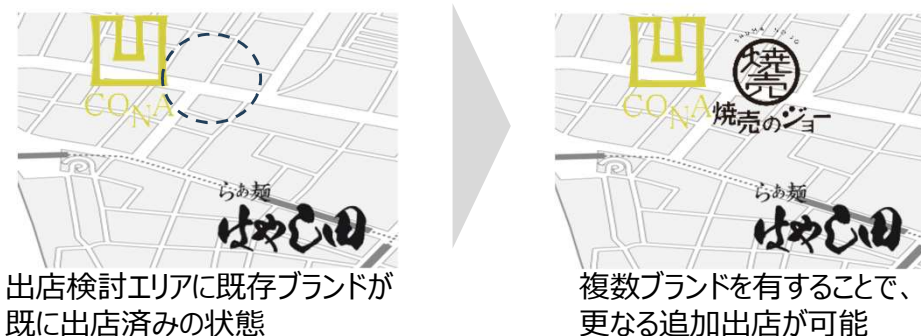 CONA
らぁ麺
はやし田
出店検討エリアに既存ブランドが
既に出店済みの状態
SHUMAI NO JO
焼売
CONA
焼売のジョー
らぁ麺
はやし田
複数ブランドを有することで、
更なる追加出店が可能